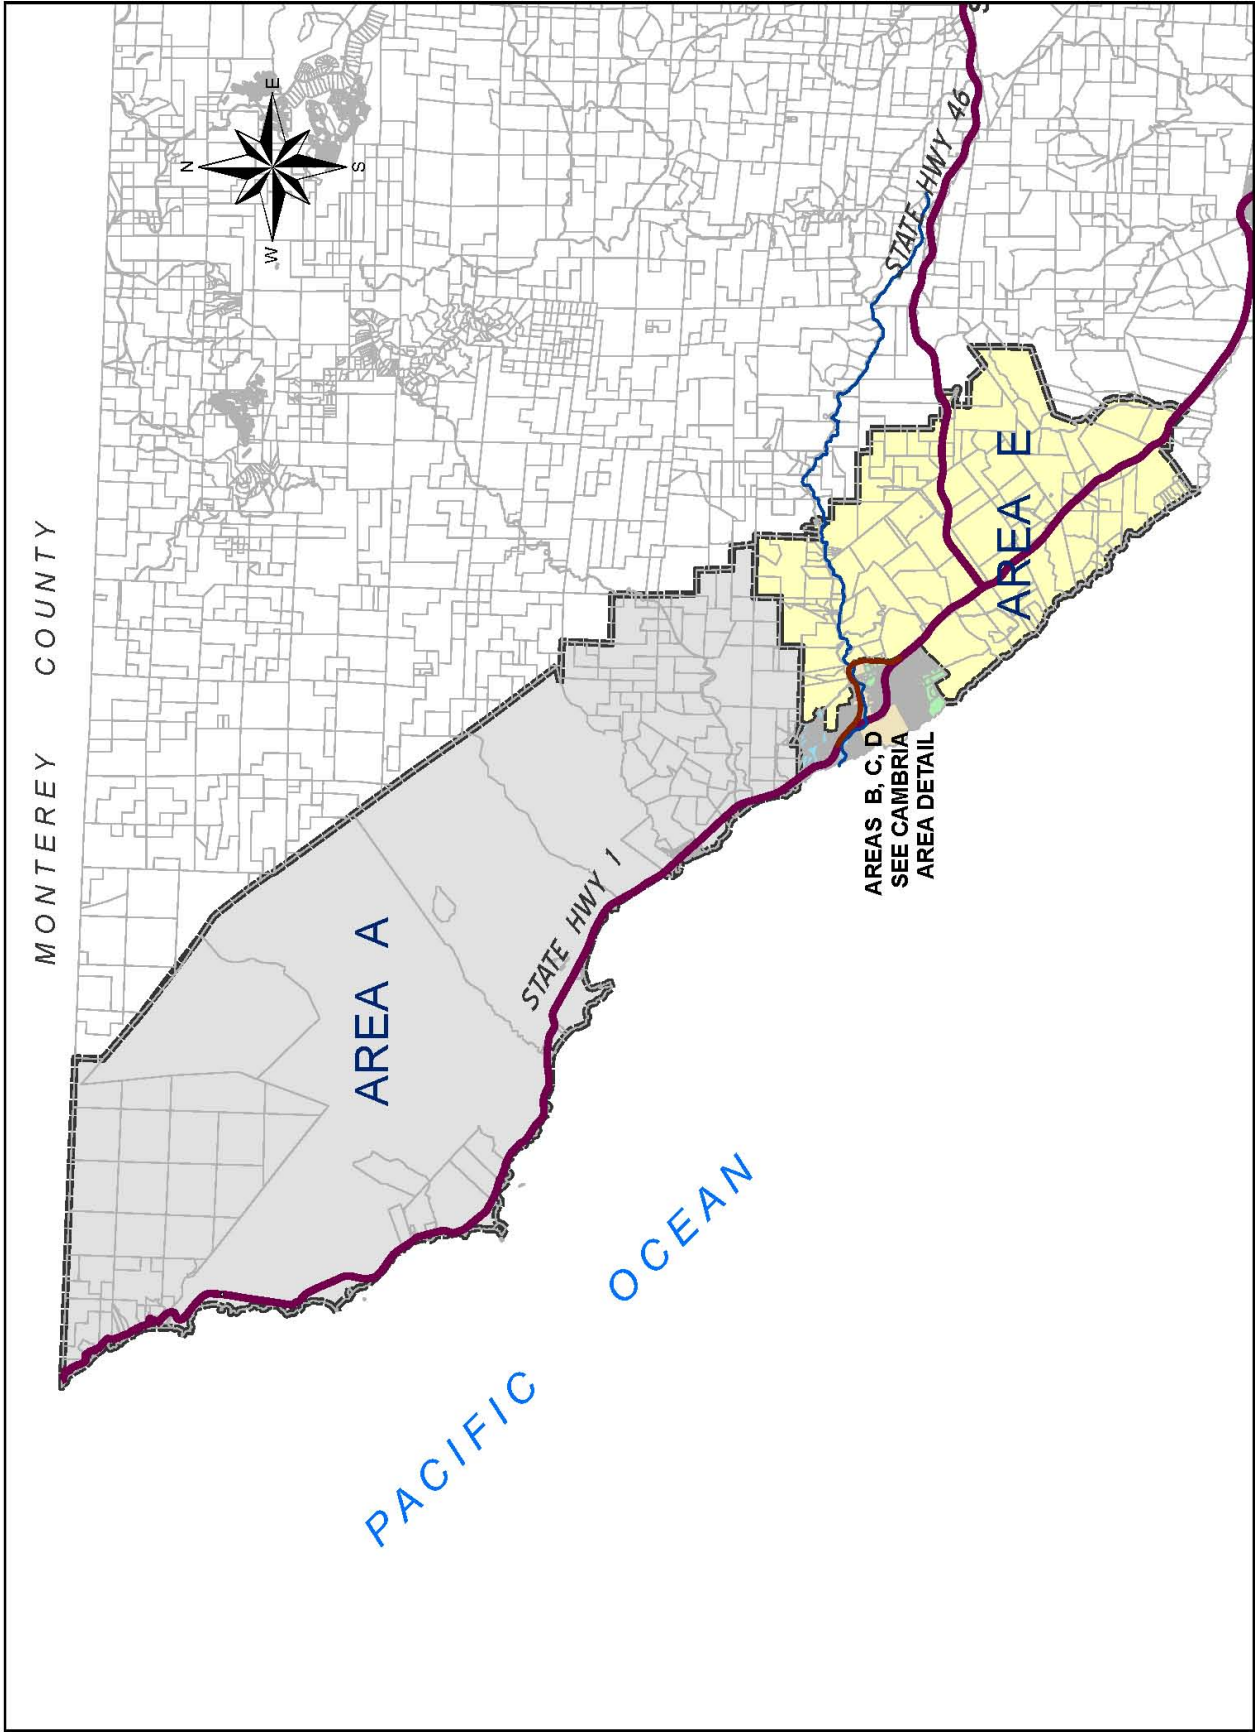 MONTEREY COUNTY
N
W E
S
AREA A
STATE HWY 1
PACIFIC OCEAN
STATE HWY 46
AREAS B, C, D
SEE CAMBRIA
AREA DETAIL
AREA E